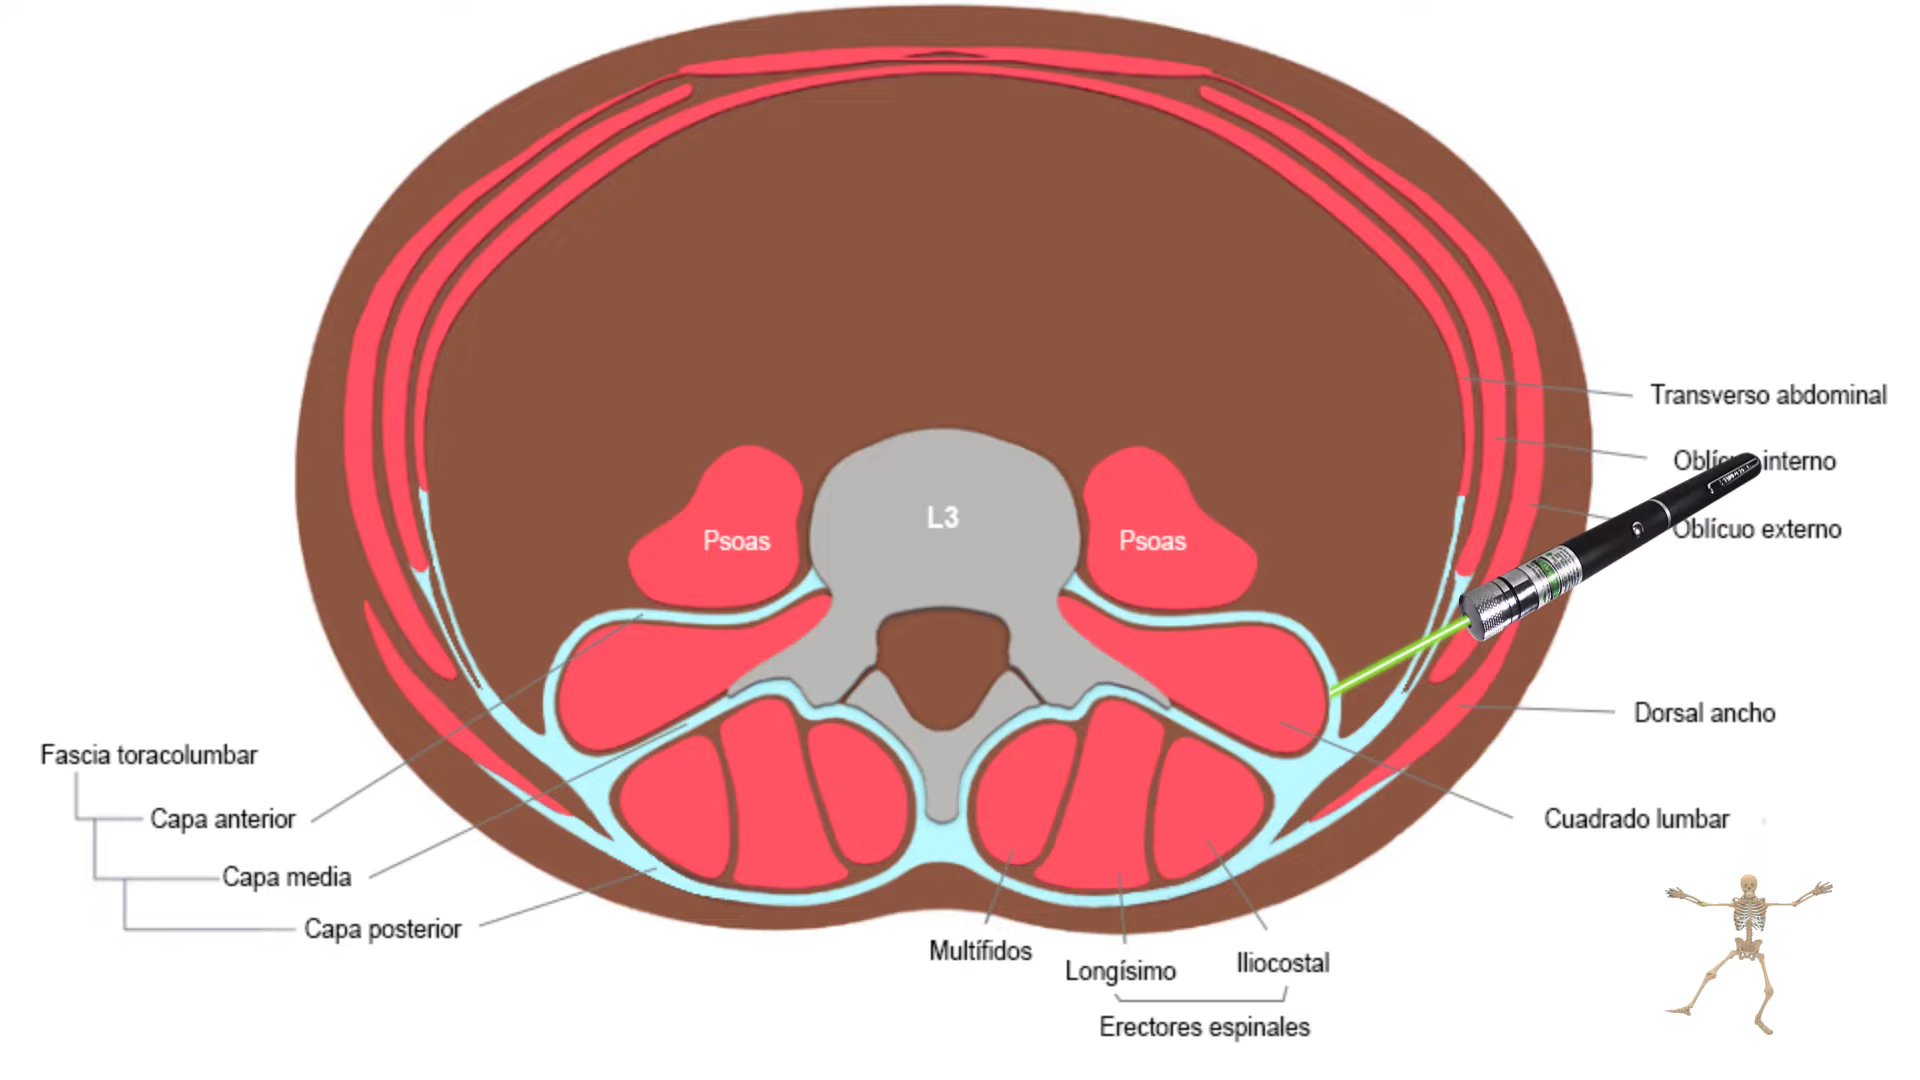 L3
Psoas
Psoas
Transverso abdominal
interno
Oblícuo externo
Dorsal ancho
Fascia toracolumbar
Capa anterior
Cuadrado lumbar
Capa media
Capa posterior
Multífidos
Longísimo
Iliocostal
Erectores espinales